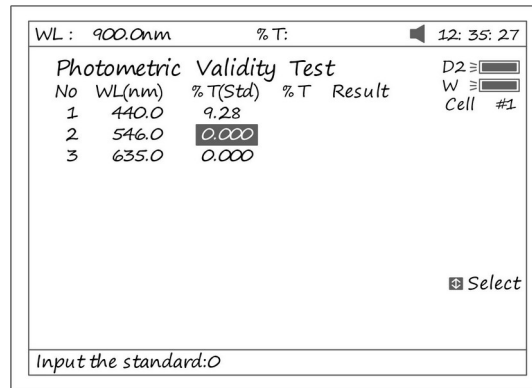 WL: 900.0nm %T: 12:35:27
Photometric Validity Test D2
No WL(nm) %T(Std) %T Result W
1 440.0 9.28 Cell #1
2 546.0 0.000
3 635.0 0.000
Select
Input the standard:0